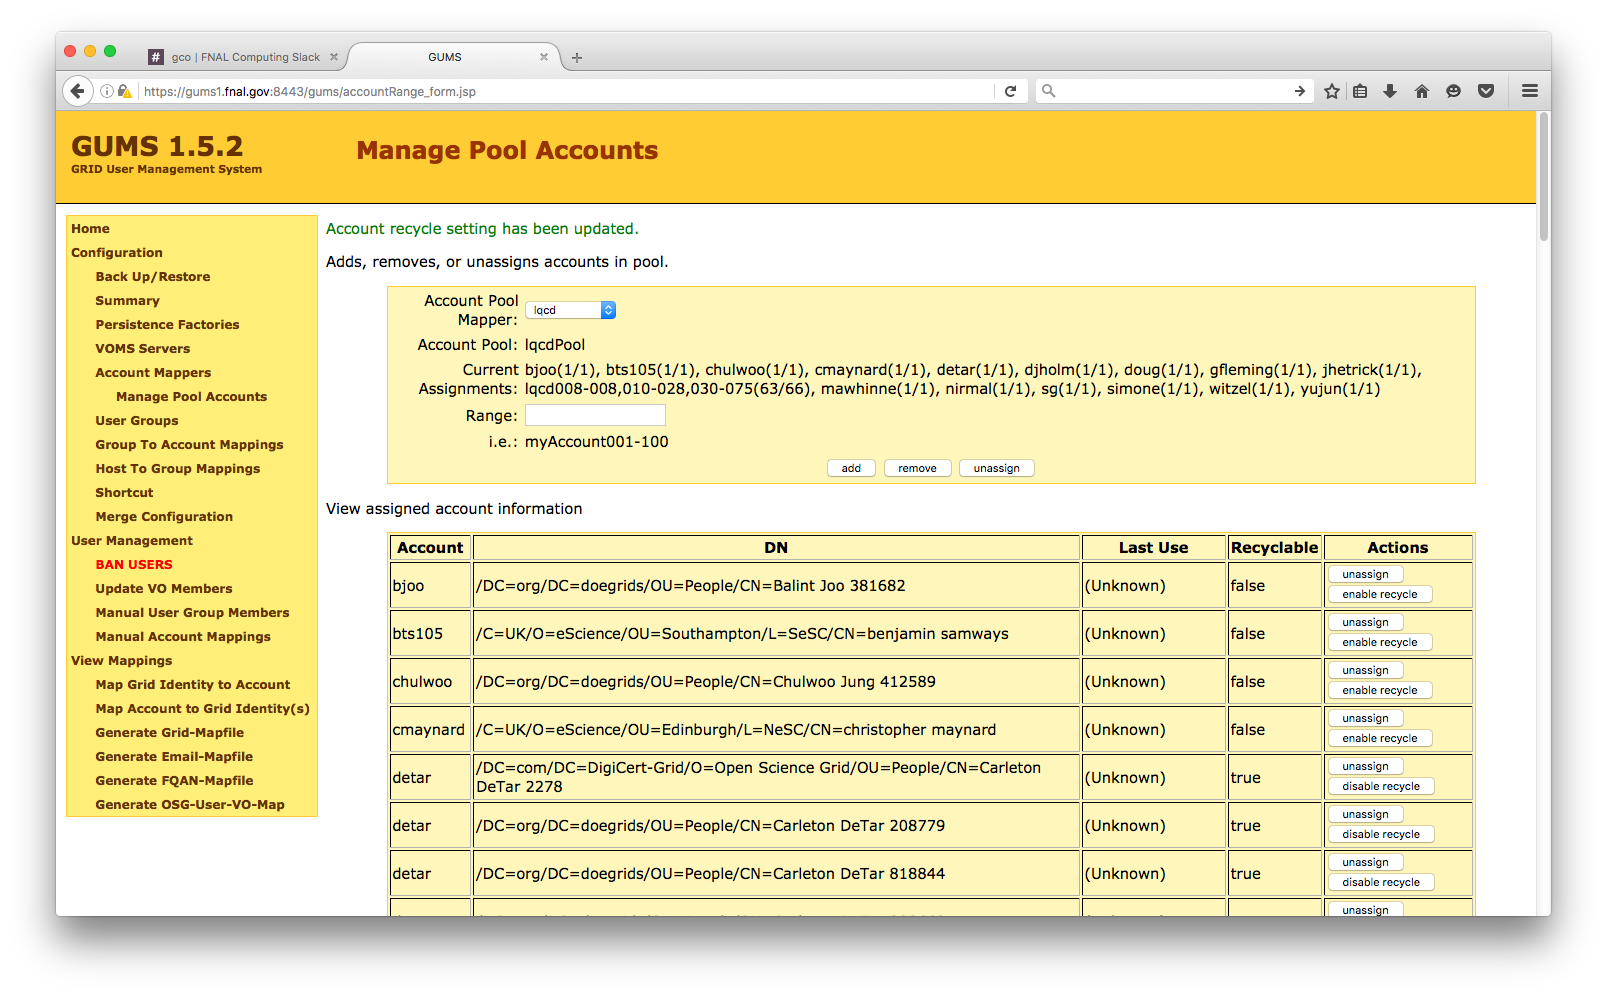 gco | FNAL Computing Slack
GUMS
https://gums1.fnal.gov:8443/gums/accountRange_form.jsp
GUMS 1.5.2
GRID User Management System
Manage Pool Accounts
Home
Configuration
Back Up/Restore
Summary
Persistence Factories
VOMS Servers
Account Mappers
Manage Pool Accounts
User Groups
Group To Account Mappings
Host To Group Mappings
Shortcut
Merge Configuration
User Management
BAN USERS
Update VO Members
Manual User Group Members
Manual Account Mappings
View Mappings
Map Grid Identity to Account
Map Account to Grid Identity(s)
Generate Grid-Mapfile
Generate Email-Mapfile
Generate FQAN-Mapfile
Generate OSG-User-VO-Map
Account recycle setting has been updated.
Adds, removes, or unassigns accounts in pool.
Account Pool Mapper: lqcd
Account Pool: lqcdPool
Current bjoo(1/1), bts105(1/1), chulwoo(1/1), cmaynard(1/1), detar(1/1), djholm(1/1), doug(1/1), gfleming(1/1), jhetrick(1/1),
Assignments: lqcd008-008,010-028,030-075(63/66), mawhinne(1/1), nirmal(1/1), sg(1/1), simone(1/1), witzel(1/1), yujun(1/1)
Range:
i.e.: myAccount001-100
add remove unassign
View assigned account information
Account DN Last Use Recyclable Actions
bjoo /DC=org/DC=doegrids/OU=People/CN=Balint Joo 381682 (Unknown) false unassign
enable recycle
bts105 /C=UK/O=eScience/OU=Southampton/L=SeSC/CN=benjamin samways (Unknown) false unassign
enable recycle
chulwoo /DC=org/DC=doegrids/OU=People/CN=Chulwoo Jung 412589 (Unknown) false unassign
enable recycle
cmaynard /C=UK/O=eScience/OU=Edinburgh/L=NeSC/CN=christopher maynard (Unknown) false unassign
enable recycle
detar /DC=com/DC=DigiCert-Grid/O=Open Science Grid/OU=People/CN=Carleton DeTar 2278 (Unknown) true unassign
disable recycle
detar /DC=org/DC=doegrids/OU=People/CN=Carleton DeTar 208779 (Unknown) true unassign
disable recycle
detar /DC=org/DC=doegrids/OU=People/CN=Carleton DeTar 818844 (Unknown) true unassign
disable recycle
unassign